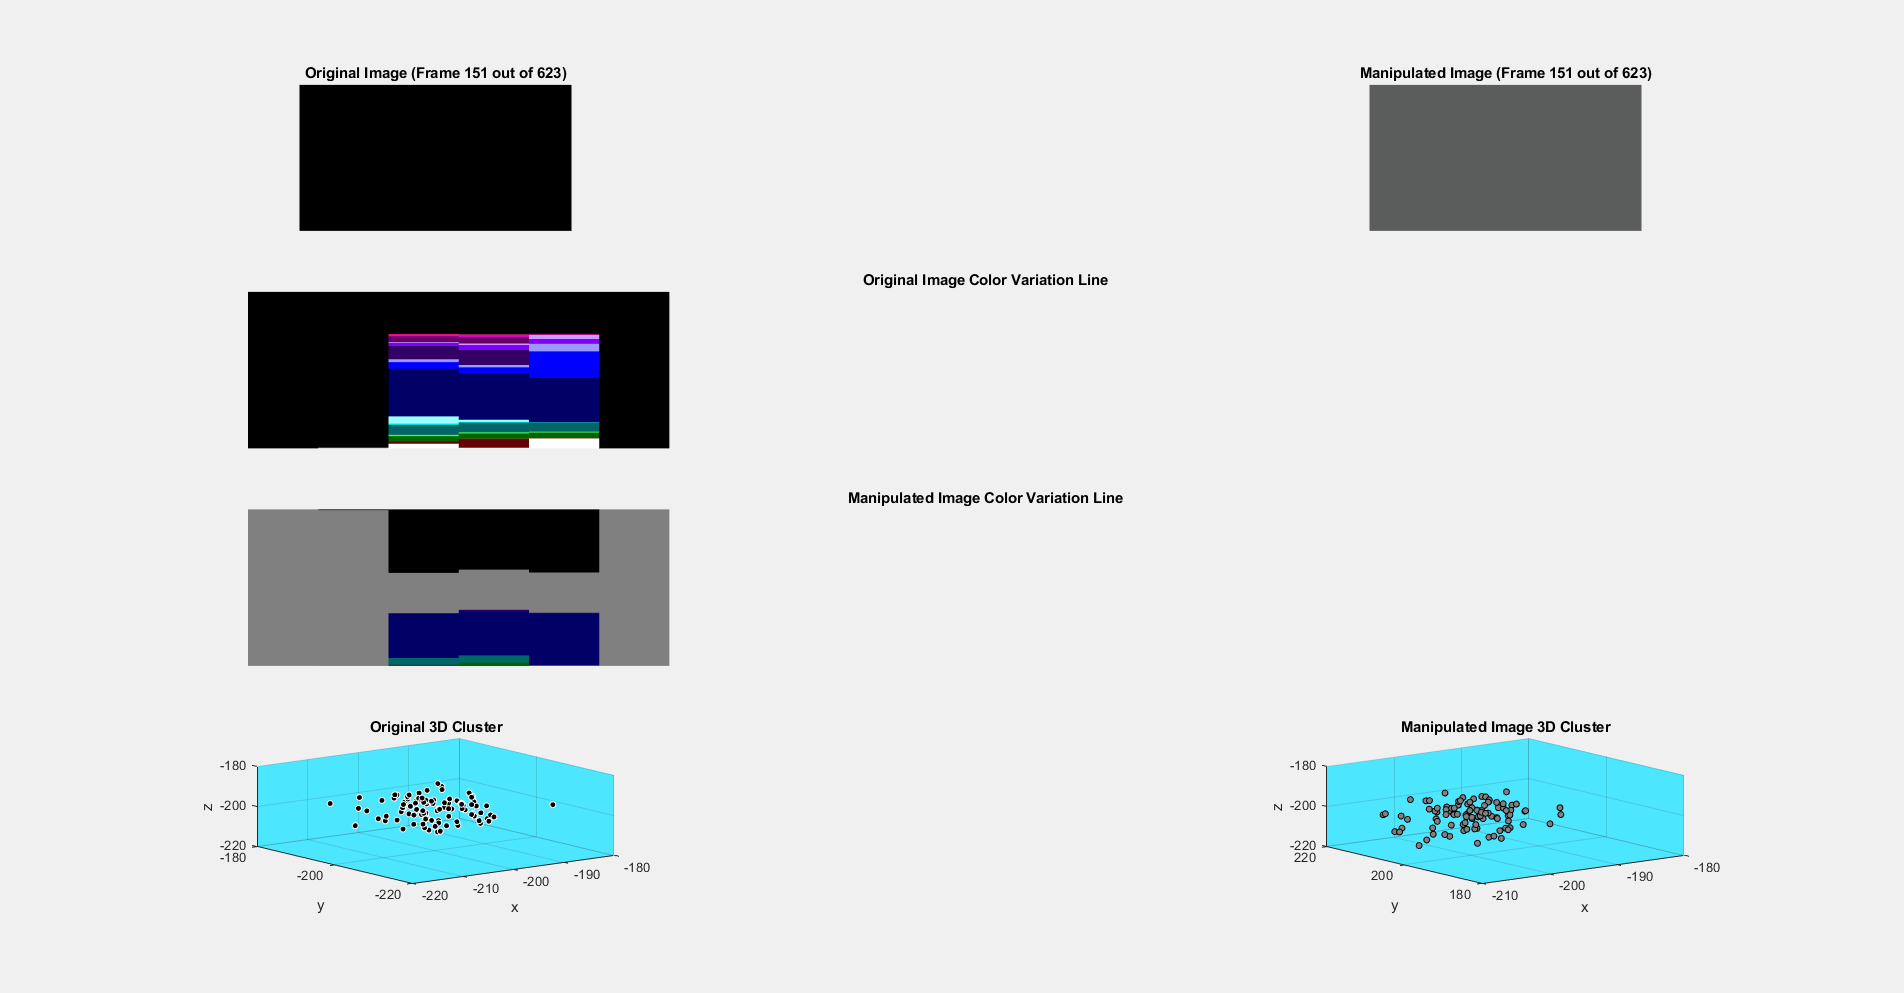 Original Image (Frame 151 out of 623)
Manipulated Image (Frame 151 out of 623)
Original Image Color Variation Line
Manipulated Image Color Variation Line
Original 3D Cluster
-180
-200
-220
z
-180
-200
-220
y
-220
-210
-200
-190
-180
x
Manipulated Image 3D Cluster
-180
-200
-220
z
220
200
180
y
-210
-200
-190
-180
x